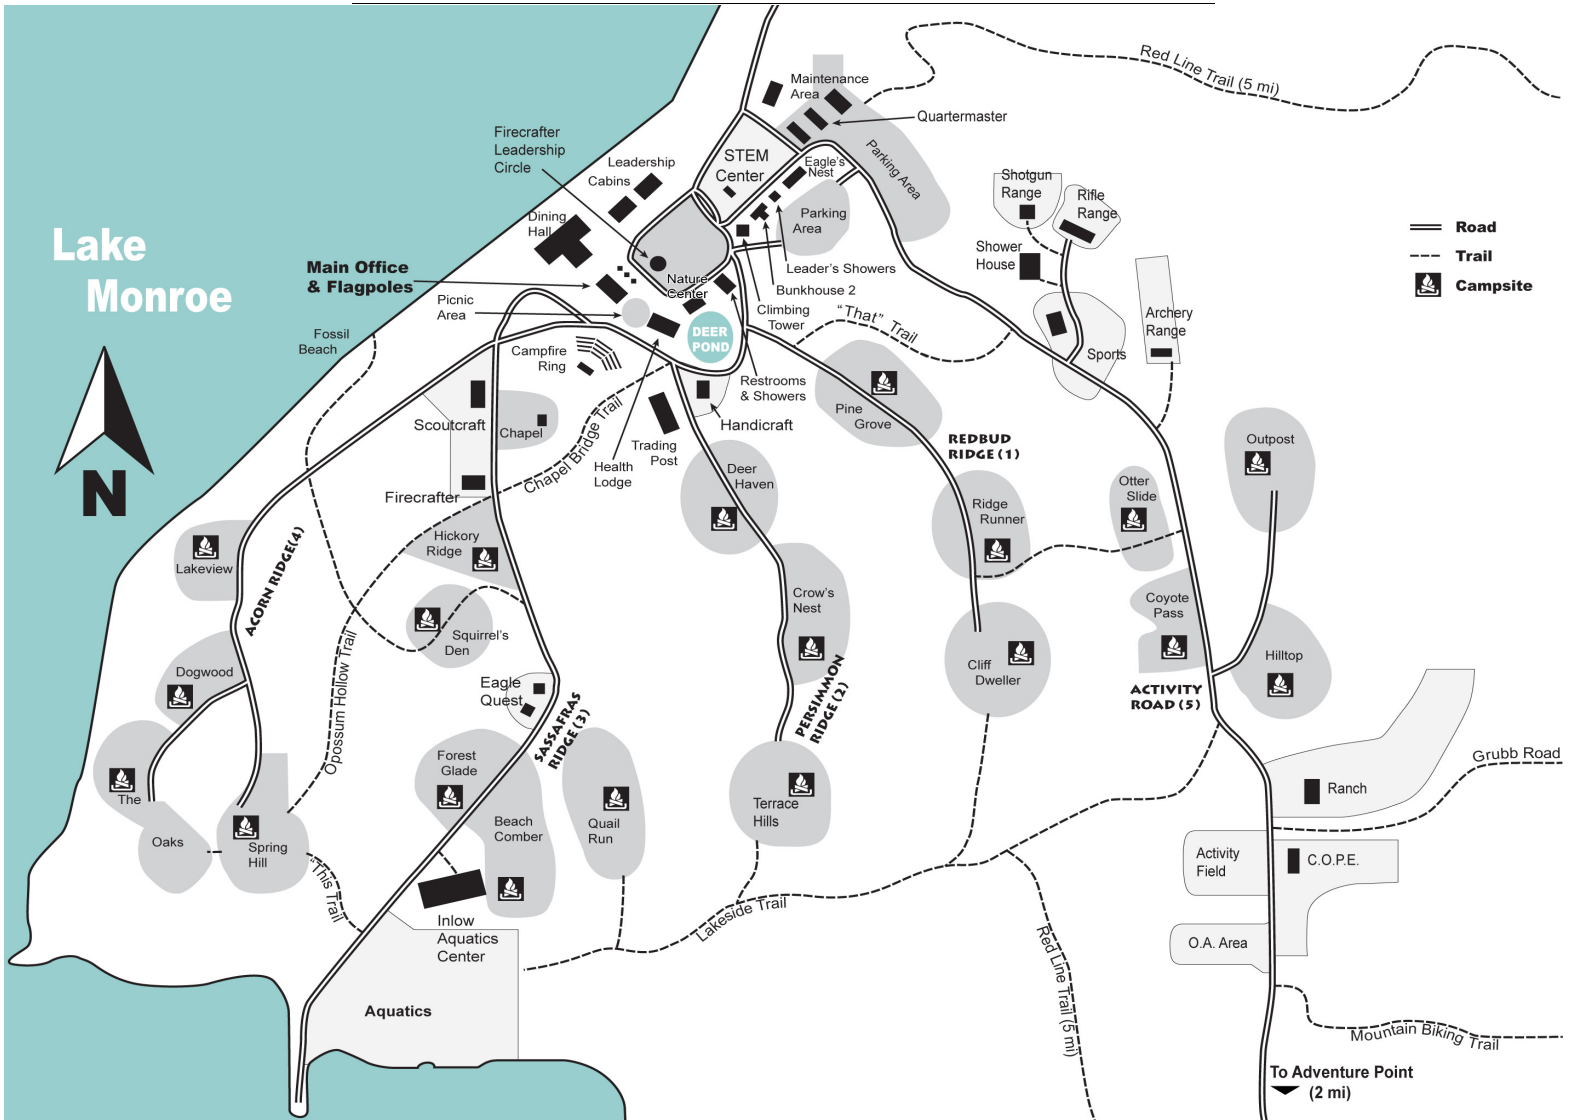 Red Line Trail (5 mi)
Maintenance
Area
Quartermaster
Firecrafter
Leadership
Circle
Parking Area
STEM
Center
Eagle's
Nest
Leadership
Cabins
Shotgun
Range
Rifle
Range
Dining
Hall
Parking
Area
Road
Lake
Monroe
Shower
House
Trail
Main Office
& Flagpoles
Nature
Center
Leader's Showers
Campsite
Bunkhouse 2
Picnic
Area
Climbing
Tower
"That" Trail
Archery
Range
Fossil
Beach
DEER
POND
Campfire
Ring
Sports
Restrooms
& Showers
Scoutcraft
Chapel
Chapel Bridge Trail
Handicraft
Pine
Grove
Trading
Post
REDBUD
RIDGE (1)
Outpost
N
Health
Lodge
Deer
Haven
Otter
Slide
Firecrafter
Ridge
Runner
Hickory
Ridge
Lakeview
ACORN RIDGE(4)
Crow's
Nest
Coyote
Pass
Squirrel's
Den
Opossum Hollow Trail
Dogwood
Cliff
Dweller
Hilltop
Eagle
Quest
SASSAFRAS
RIDGE (3)
PERSIMMON
RIDGE (2)
ACTIVITY
ROAD (5)
Forest
Glade
Grubb Road
The
Oaks
Spring
Hill
Beach
Comber
Quail
Run
Terrace
Hills
Ranch
Activity
Field
C.O.P.E.
"This Trail
Lakeside Trail
Inlow
Aquatics
Center
O.A. Area
Red Line Trail (5 mi)
Aquatics
Mountain Biking Trail
To Adventure Point
(2 mi)